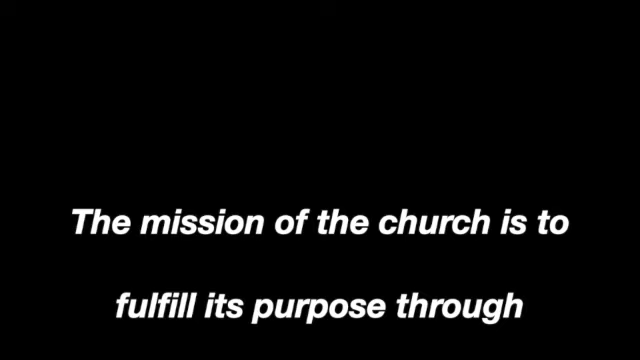 The mission of the church is to
fulfill its purpose through